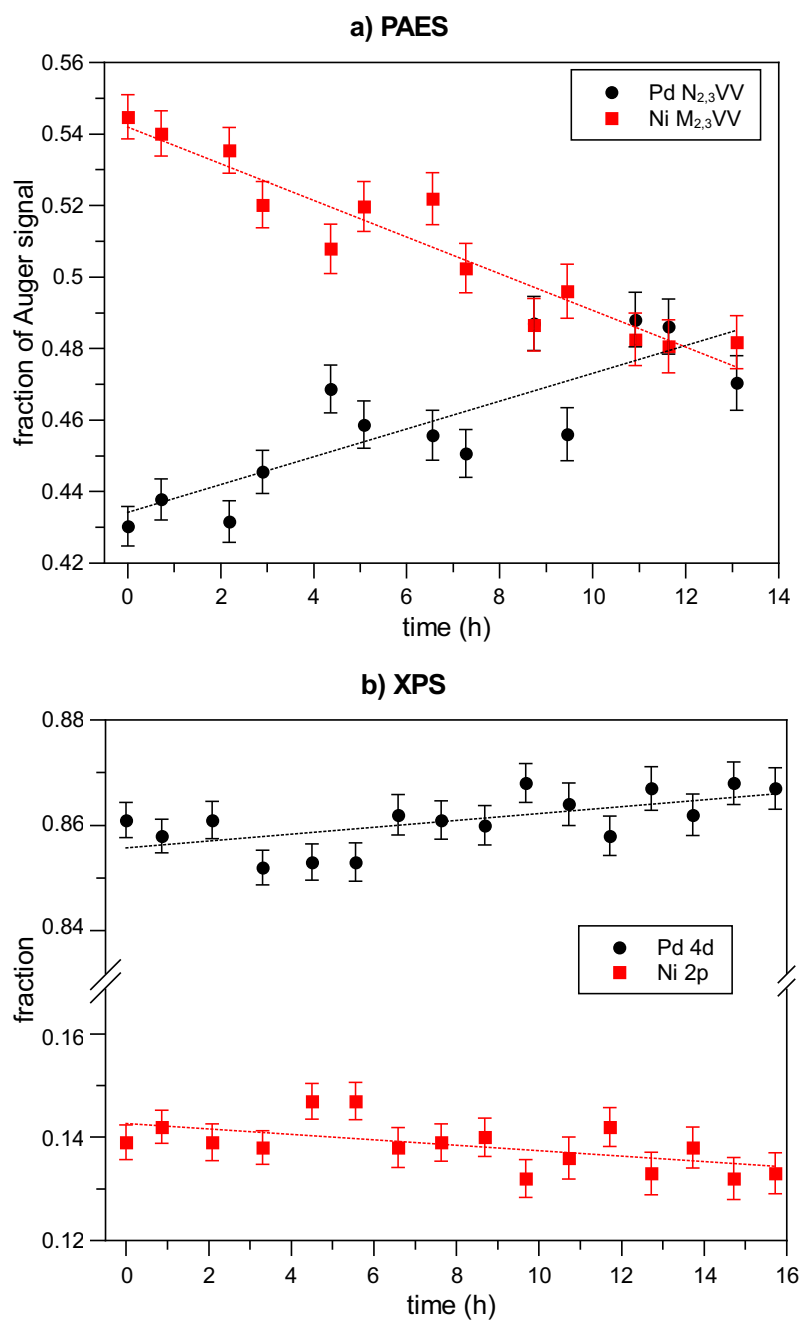 a) PAES
0.56
0.54
0.52
0.5
0.48
0.46
0.44
0.42
fraction of Auger signal
Pd N2,3VV
Ni M2,3VV
0 2 4 6 8 10 12 14
time (h)
b) XPS
0.88
0.86
0.84
0.16
0.14
0.12
fraction
Pd 4d
Ni 2p
0 2 4 6 8 10 12 14 16
time (h)